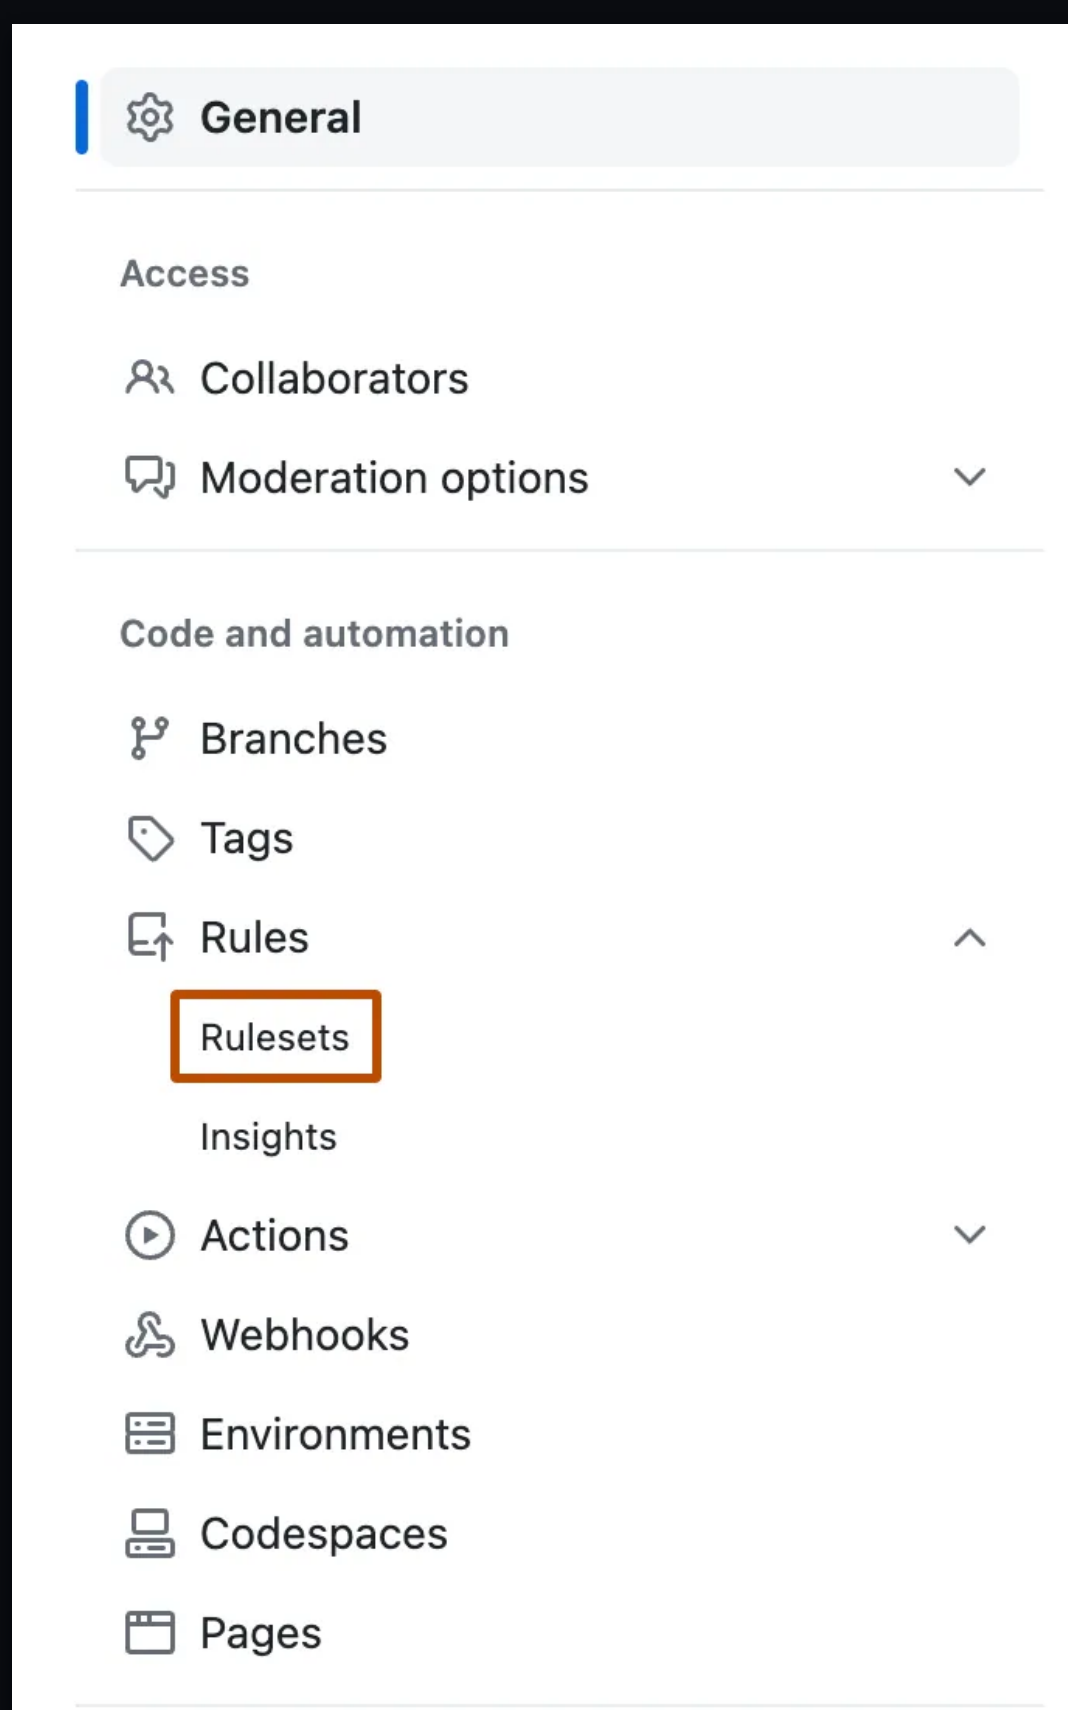 General
Access
Collaborators
Moderation options
Code and automation
Branches
Tags
Rules
Rulesets
Insights
Actions
Webhooks
Environments
Codespaces
Pages